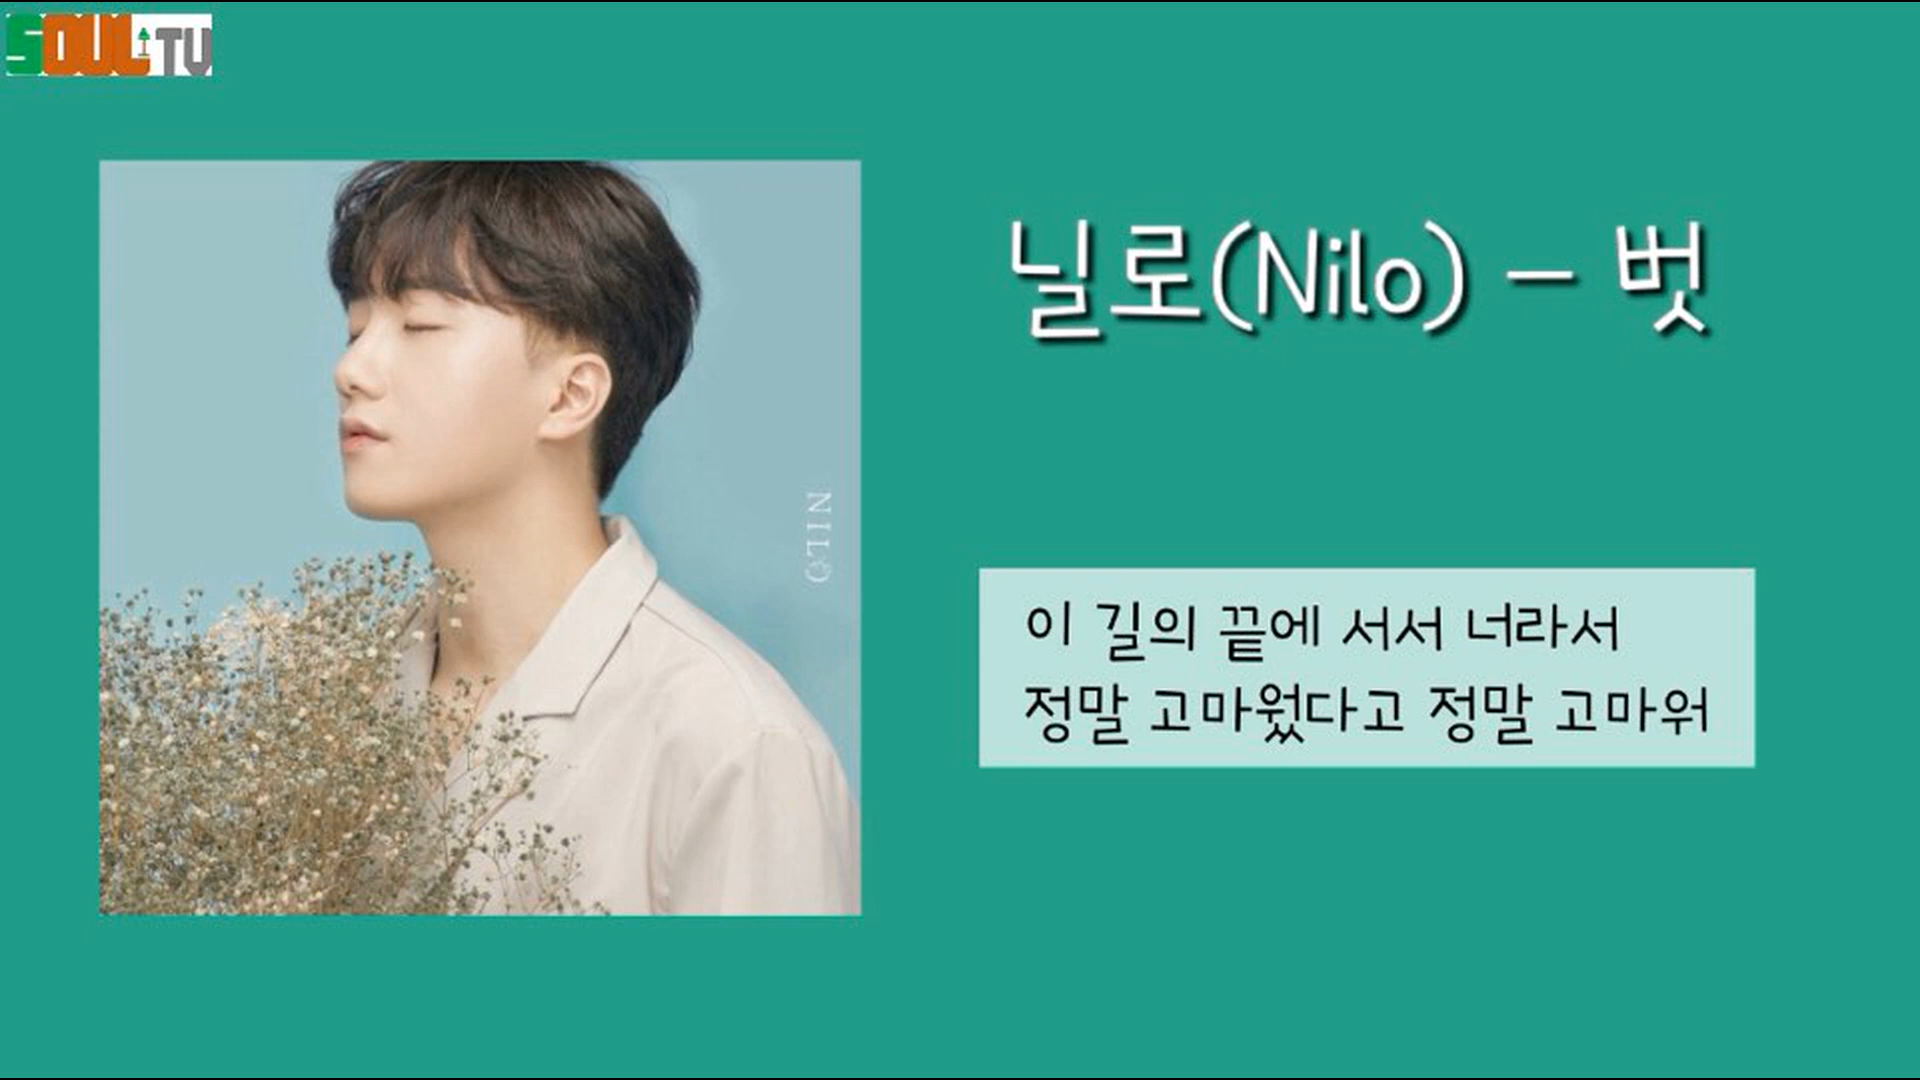 SOUL TV
닐로(Nilo) - 벗
NILO
이 길의 끝에 서서 너라서
정말 고마웠다고 정말 고마워